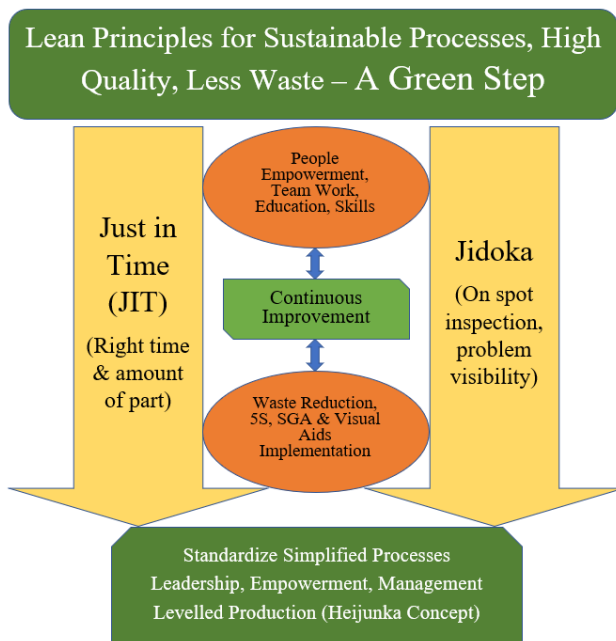 Lean Principles for Sustainable Processes, High
Quality, Less Waste – A Green Step
People
Empowerment,
Team Work,
Education, Skills
Just in
Time
(JIT)
(Right time
& amount
of part)
Continuous
Improvement
Jidoka
(On spot
inspection,
problem
visibility)
Waste Reduction,
5S, SGA & Visual
Aids
Implementation
Standardize Simplified Processes
Leadership, Empowerment, Management
Levelled Production (Heijunka Concept)